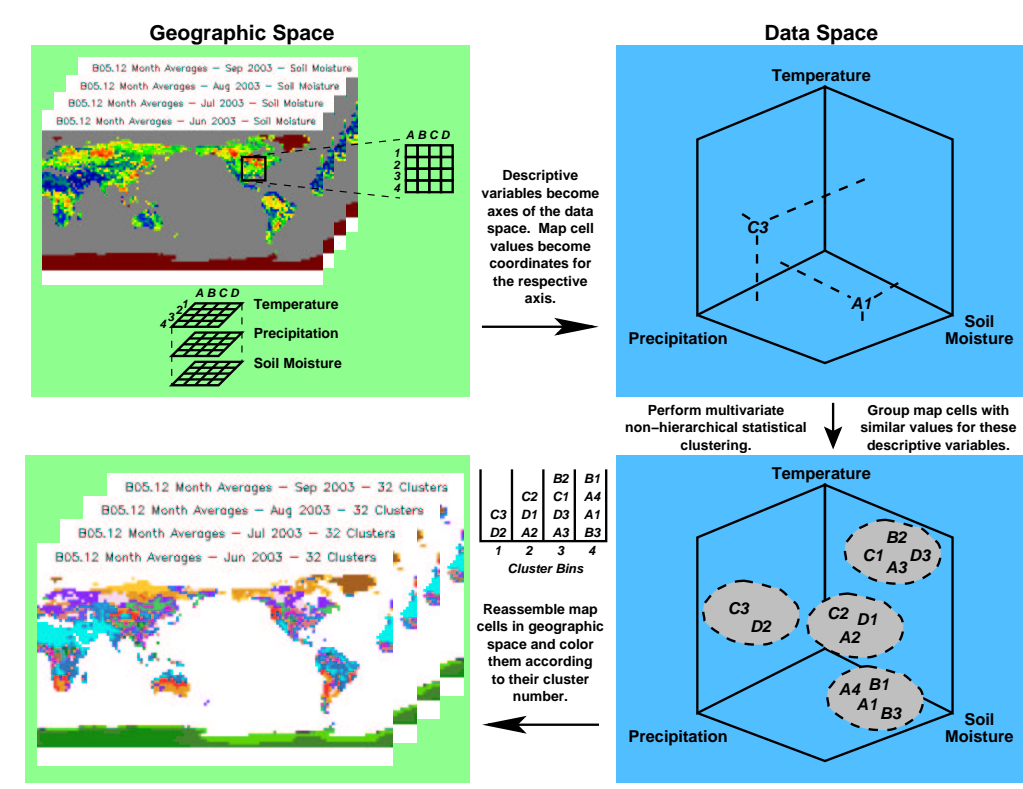 Geographic Space
B05.12 Month Averages − Sep 2003 − Soil Moisture
B05.12 Month Averages − Aug 2003 − Soil Moisture
B05.12 Month Averages − Jul 2003 − Soil Moisture
B05.12 Month Averages − Jun 2003 − Soil Moisture
A B C D
1
2
3
4
A B C D
1
2
3
4
Temperature
Precipitation
Soil Moisture
Descriptive
variables become
axes of the data
space. Map cell
values become
coordinates for
the respective
axis.
Data Space
Temperature
C3
A1
Precipitation
Soil
Moisture
Perform multivariate
non−hierarchical statistical
clustering.
Group map cells with
similar values for these
descriptive variables.
Temperature
B2
C1 D3
A3
C3
D2
C2 D1
A2
A4 B1
A1
B3
Precipitation
Soil
Moisture
B2 B1
C2 C1 A4
C3 D1 D3 A1
D2 A2 A3 B3
1 2 3 4
Cluster Bins
Reassemble map
cells in geographic
space and color
them according
to their cluster
number.
B05.12 Month Averages − Sep 2003 − 32 Clusters
B05.12 Month Averages − Aug 2003 − 32 Clusters
B05.12 Month Averages − Jul 2003 − 32 Clusters
B05.12 Month Averages − Jun 2003 − 32 Clusters